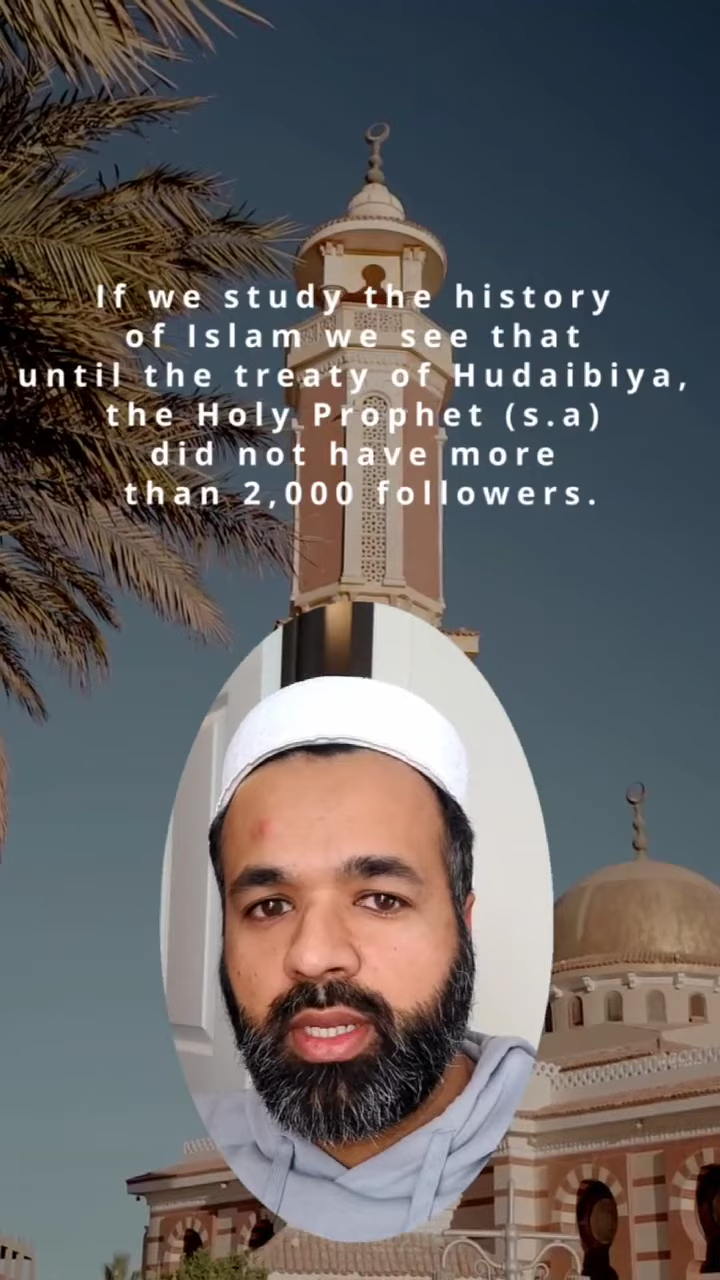 If we study the history
of Islam we see that
until the treaty of Hudaibiya,
the Holy Prophet (s.a)
did not have more
than 2,000 followers.